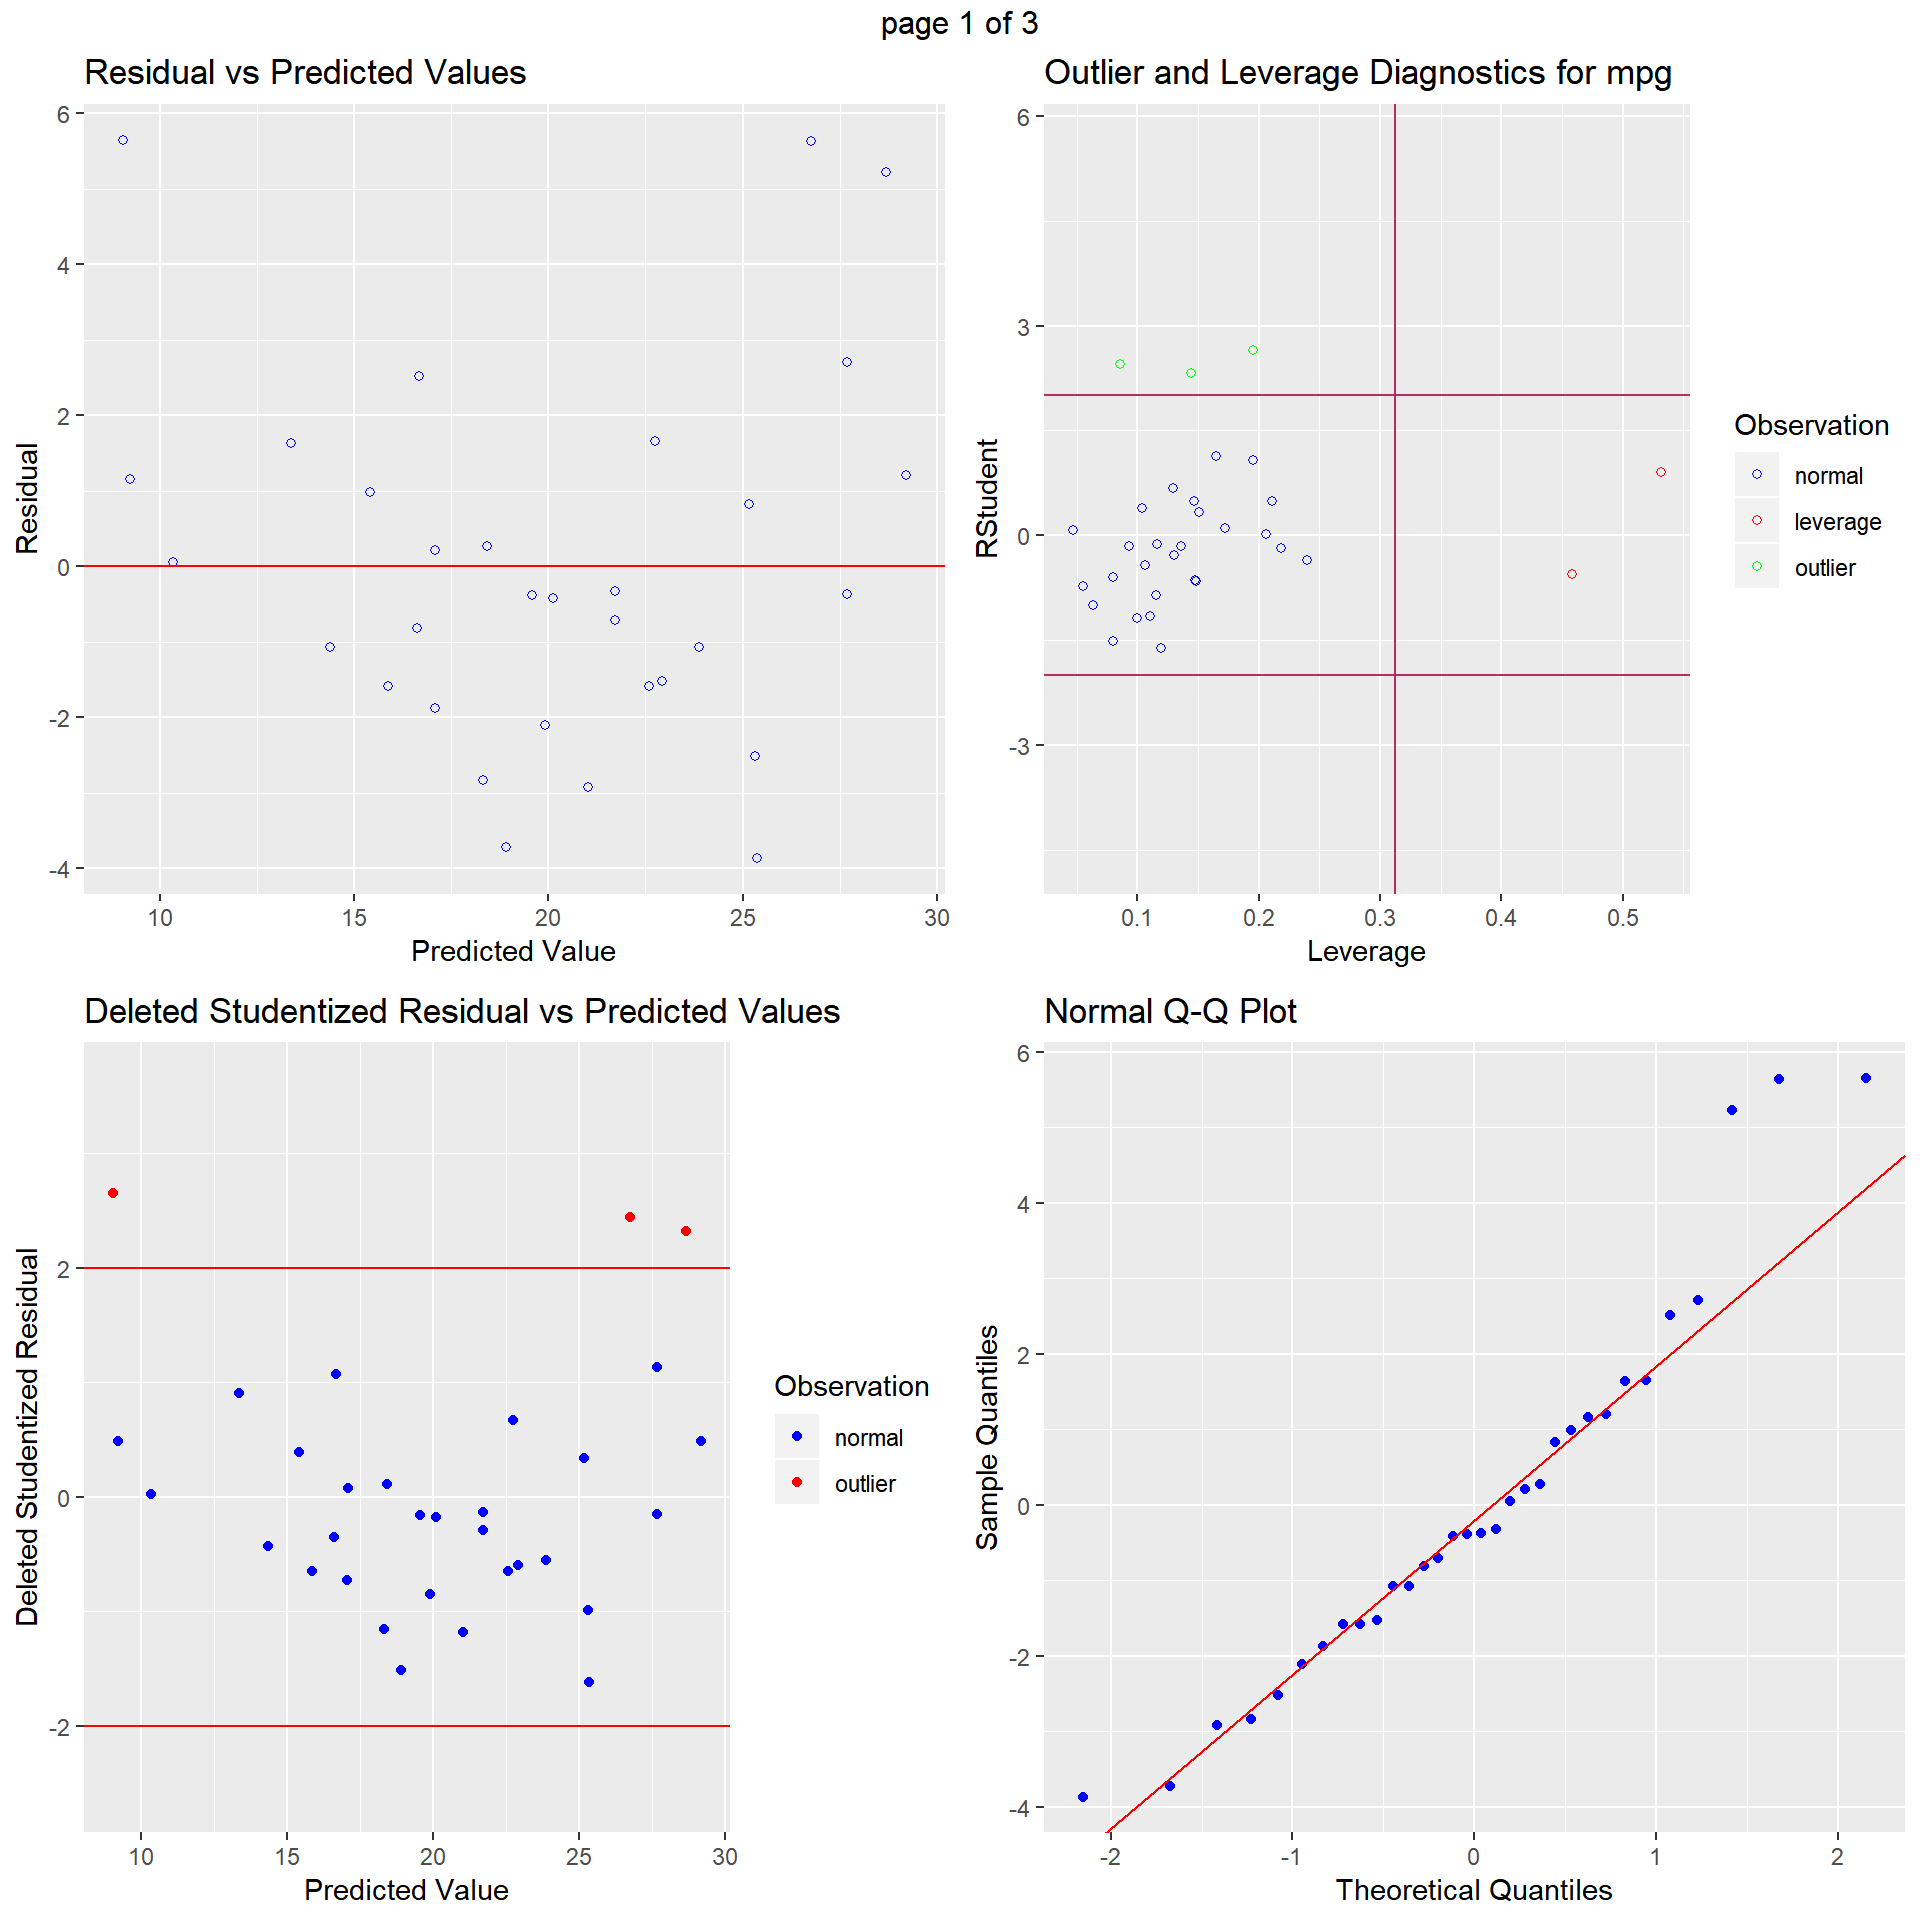 page 1 of 3
Residual vs Predicted Values
6
4
2
0
-2
-4
Residual
10 15 20 25 30
Predicted Value
Outlier and Leverage Diagnostics for mpg
6
3
0
-3
RStudent
0.1 0.2 0.3 0.4 0.5
Leverage
Observation
normal
leverage
outlier
Deleted Studentized Residual vs Predicted Values
2
0
-2
Deleted Studentized Residual
10 15 20 25 30
Predicted Value
Observation
normal
outlier
Normal Q-Q Plot
6
4
2
0
-2
-4
Sample Quantiles
-2 -1 0 1 2
Theoretical Quantiles